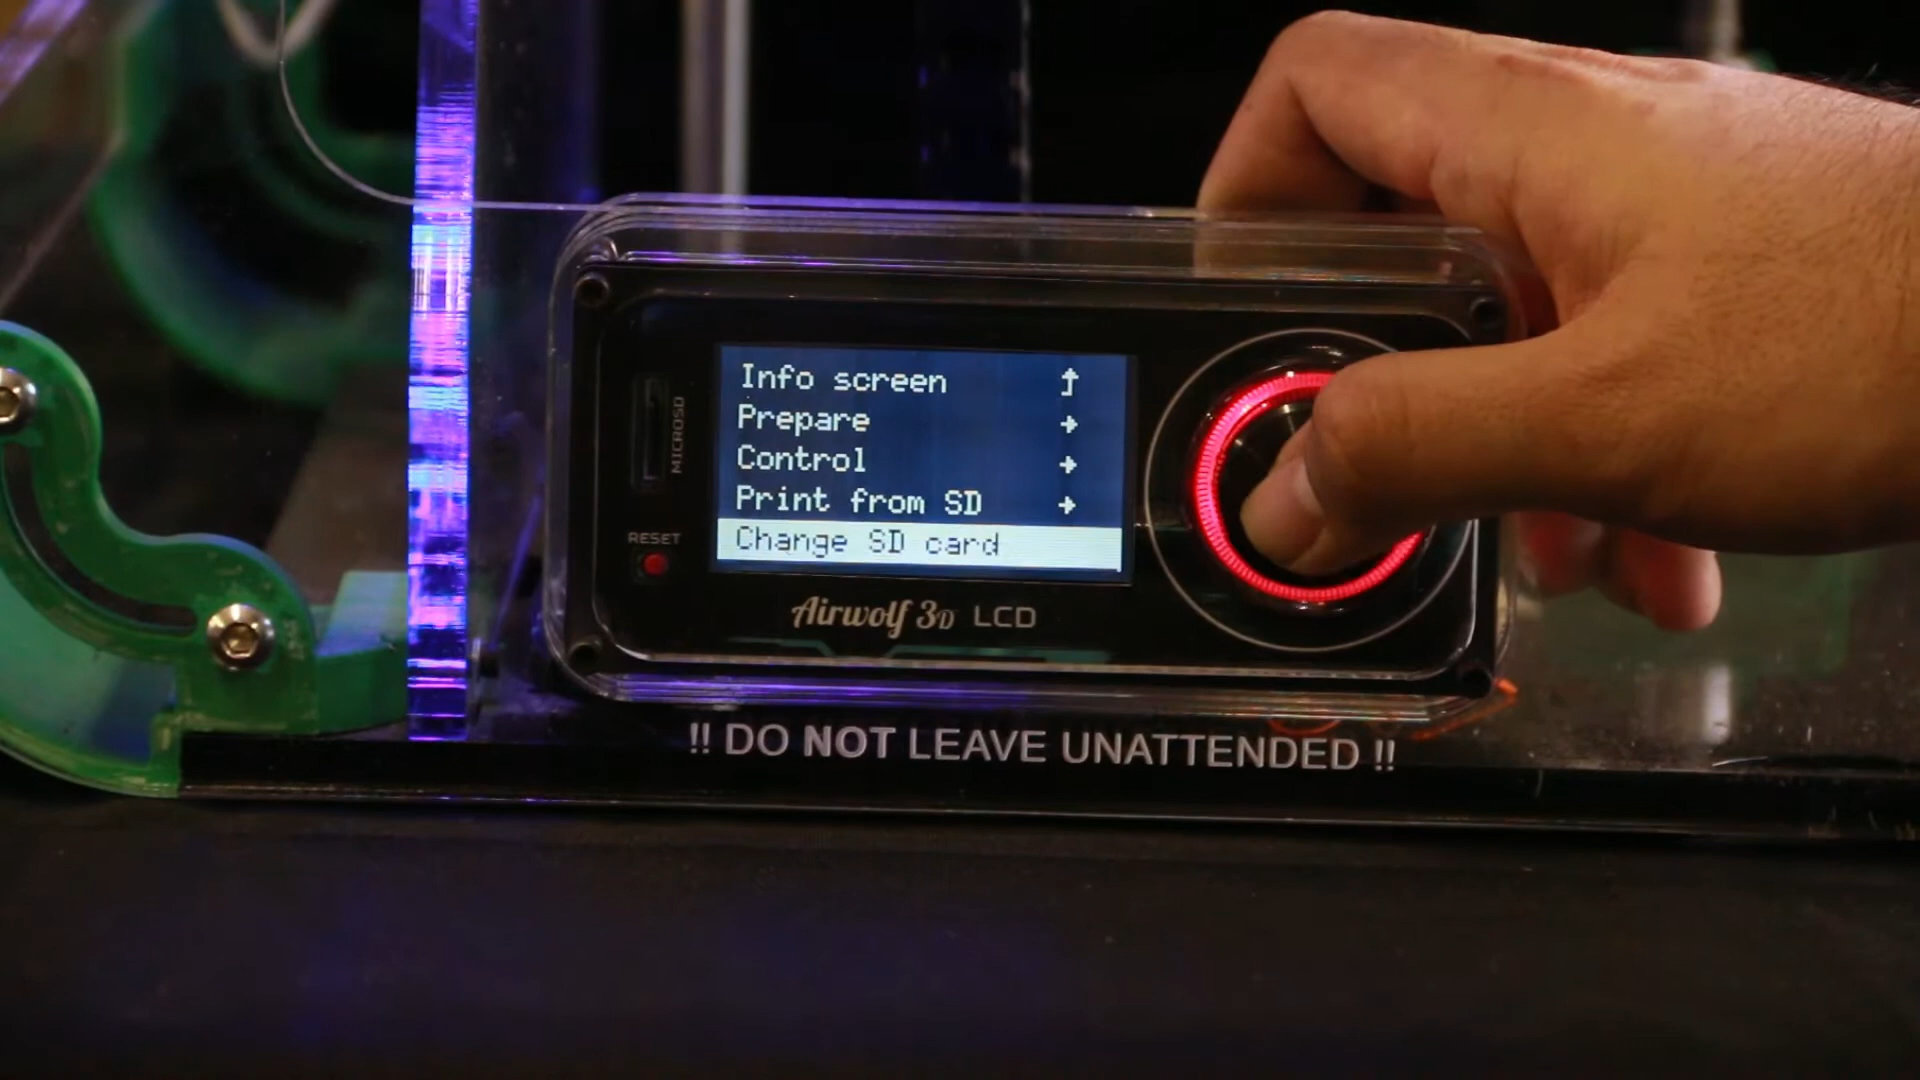 Info screen
Prepare
Control
Print from SD
Change SD card
MICROSD
RESET
Airwolf 3D LCD
!! DO NOT LEAVE UNATTENDED !!